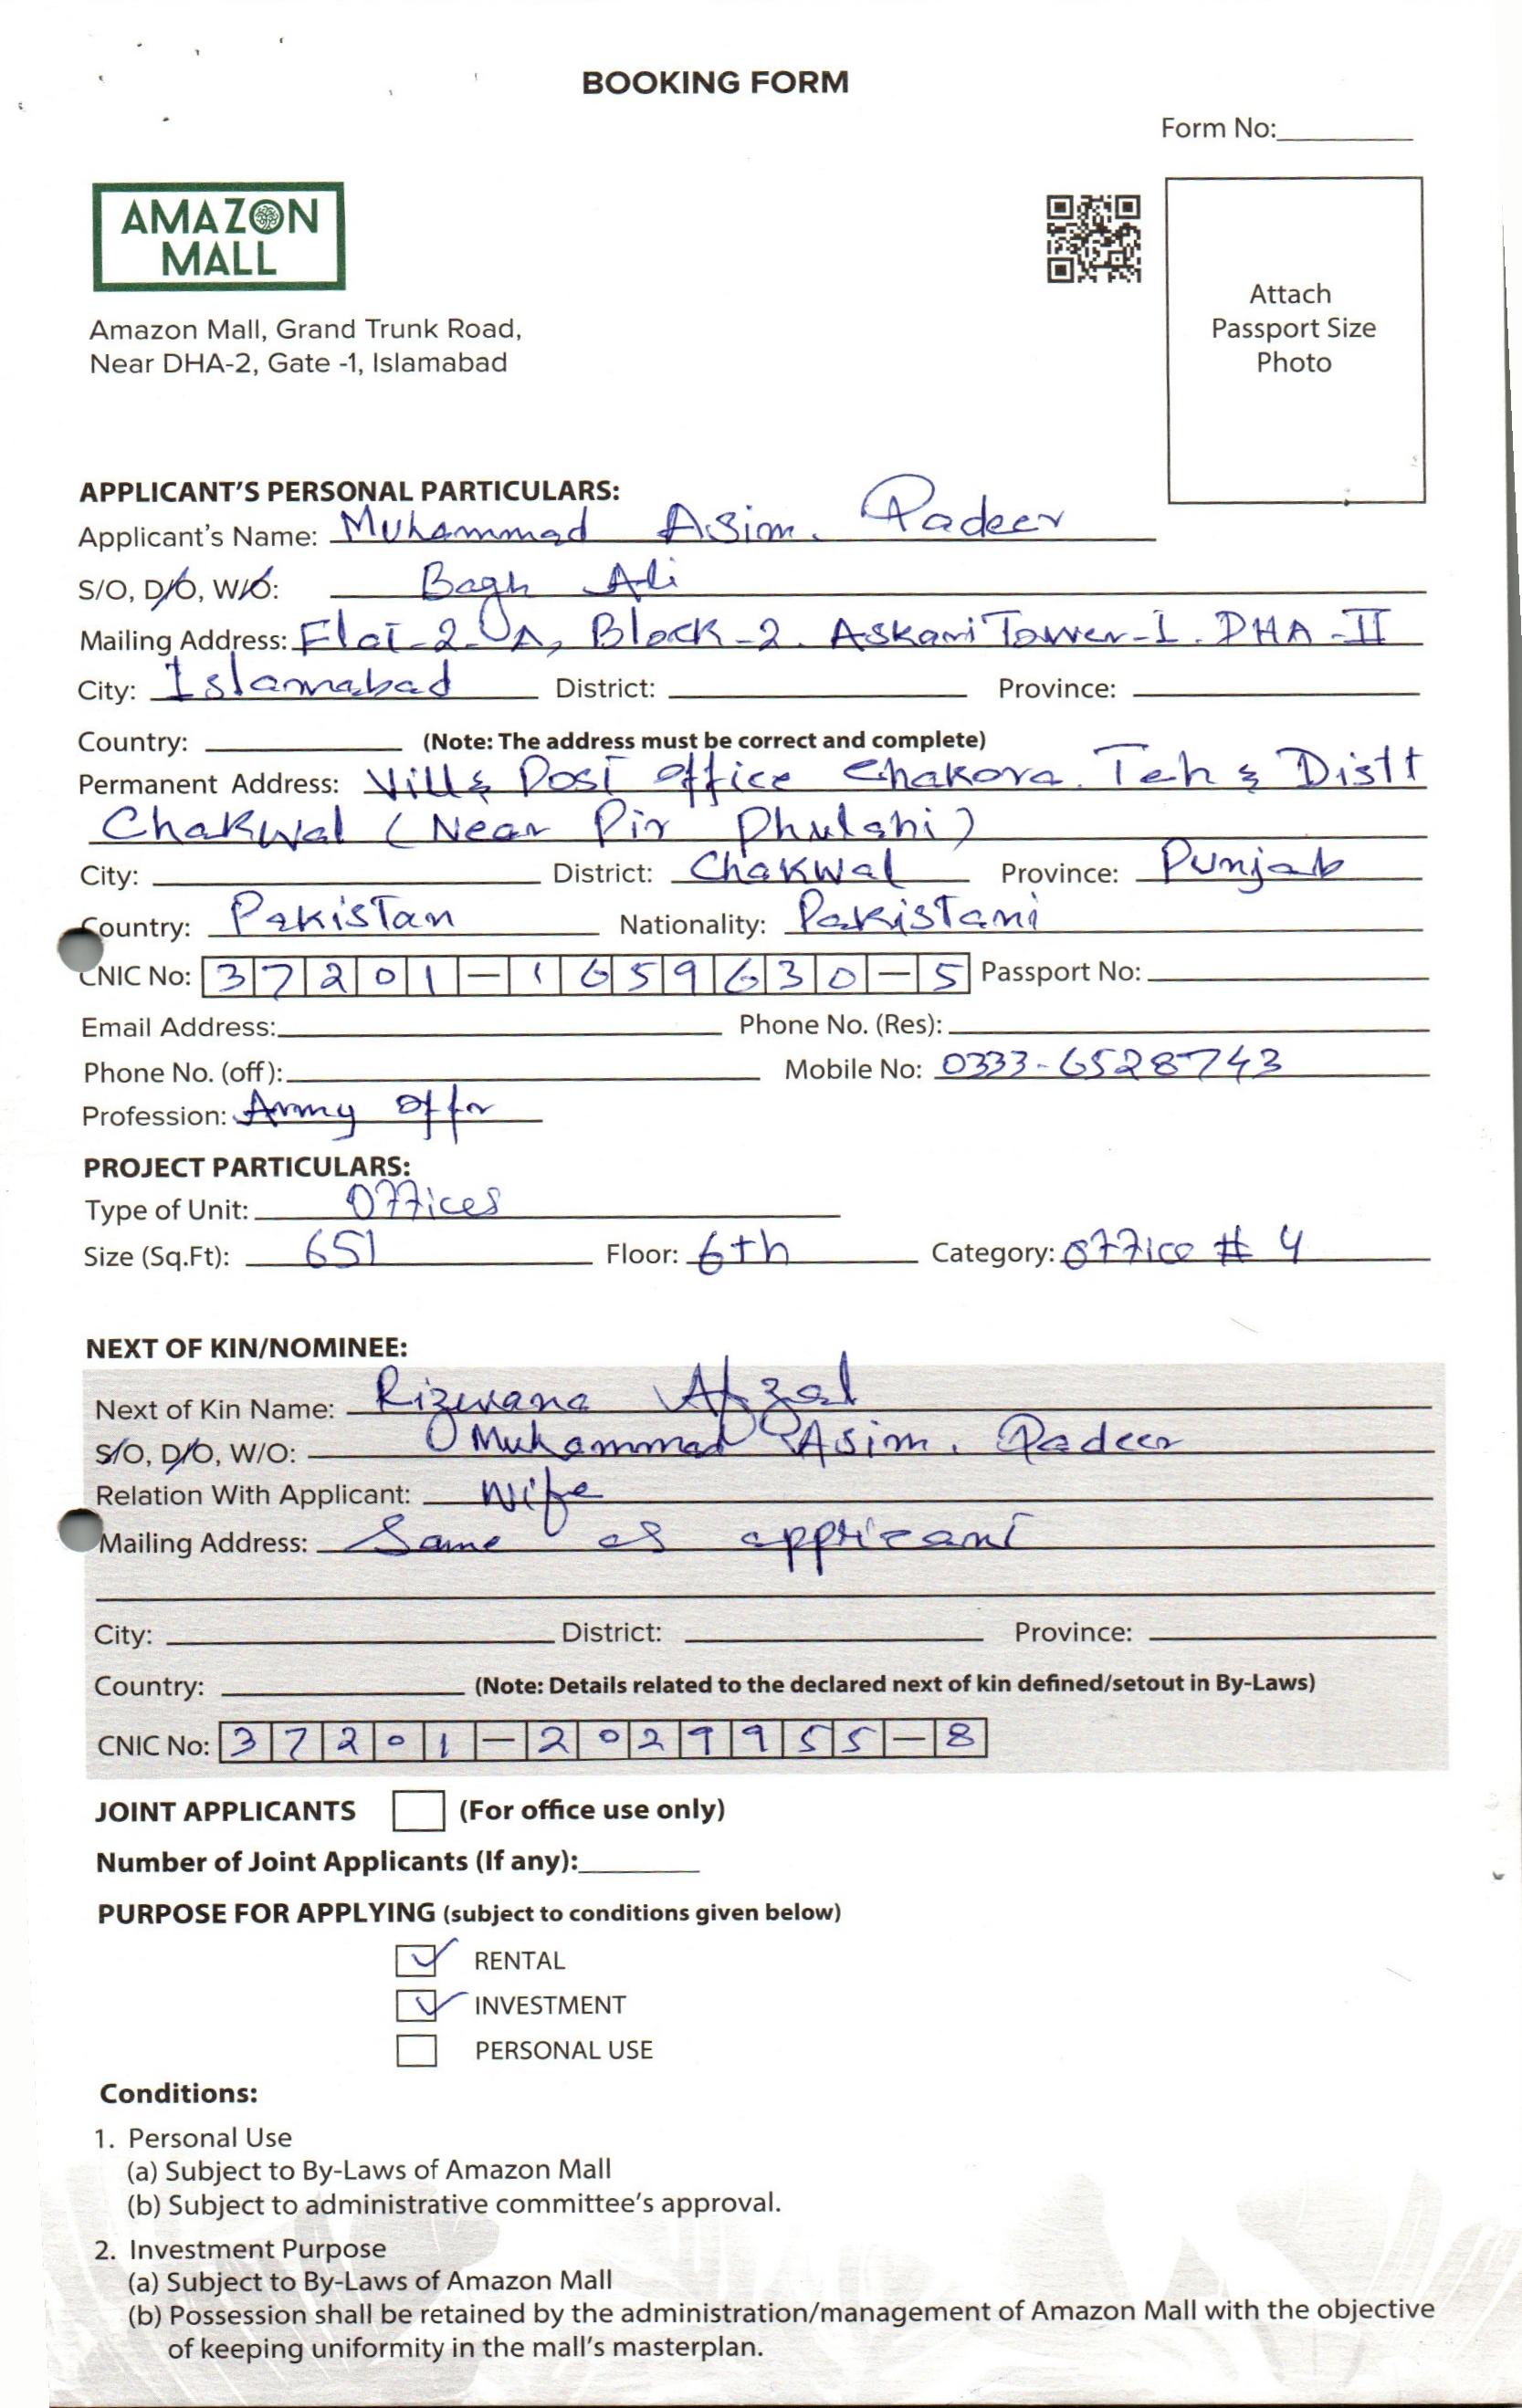 BOOKING FORM
Form No:
AMAZON
MALL
Amazon Mall, Grand Trunk Road,
Near DHA-2, Gate -1, Islamabad
Attach
Passport Size
Photo
APPLICANT'S PERSONAL PARTICULARS:
Applicant's Name: Muhammad Asim. Qadeer
S/O, D/O, W/O: Bagh Ali
Mailing Address: Flat-2-A, Block-2. Askari Tower-1. DHA-II
City: Islamabad District: Province:
Country: (Note: The address must be correct and complete)
Permanent Address: Vill & Post office Chakora. Teh & Distt
Chakwal (Near Pir Phulahi)
City: District: Chakwal Province: Punjab
Country: Pakistan Nationality: Pakistani
CNIC No: 37201-1659630-5 Passport No:
Email Address: Phone No. (Res):
Phone No. (off): Mobile No: 0333-6528743
Profession: Army offr
PROJECT PARTICULARS:
Type of Unit: Offices
Size (Sq.Ft): 651 Floor: 6th Category: office # 4
NEXT OF KIN/NOMINEE:
Next of Kin Name: Rizwana Afzal
S/O, D/O, W/O: Muhammad Asim. Qadeer
Relation With Applicant: Wife
Mailing Address: Same as applicant
City: District: Province:
Country: (Note: Details related to the declared next of kin defined/setout in By-Laws)
CNIC No: 37201-2029955-8
JOINT APPLICANTS (For office use only)
Number of Joint Applicants (If any):
PURPOSE FOR APPLYING (subject to conditions given below)
RENTAL
INVESTMENT
PERSONAL USE
Conditions:
1. Personal Use
(a) Subject to By-Laws of Amazon Mall
(b) Subject to administrative committee's approval.
2. Investment Purpose
(a) Subject to By-Laws of Amazon Mall
(b) Possession shall be retained by the administration/management of Amazon Mall with the objective
of keeping uniformity in the mall's masterplan.